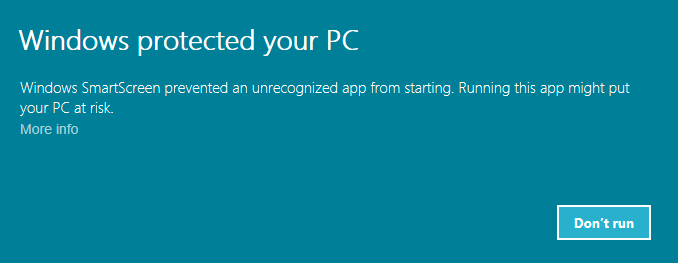 Windows protected your PC
Windows SmartScreen prevented an unrecognized app from starting. Running this app might put
your PC at risk.
More info
Don't run